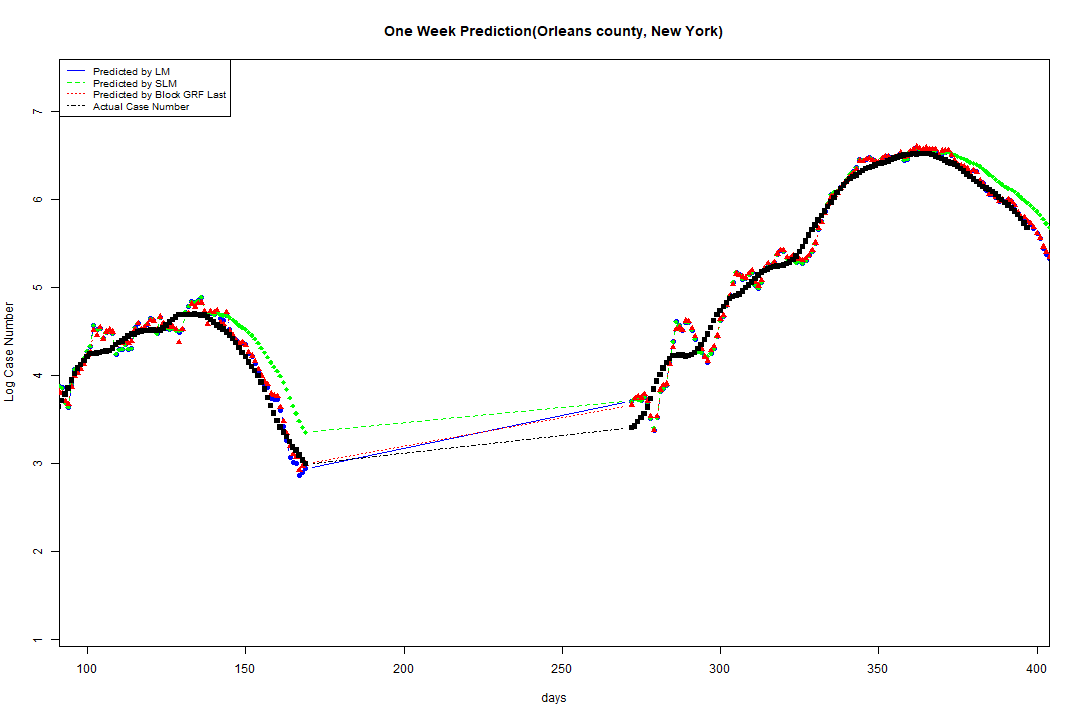 One Week Prediction(Orleans county, New York)
Predicted by LM
Predicted by SLM
Predicted by Block GRF Last
Actual Case Number
Log Case Number
7
6
5
4
3
2
1
100 150 200 250 300 350 400
days